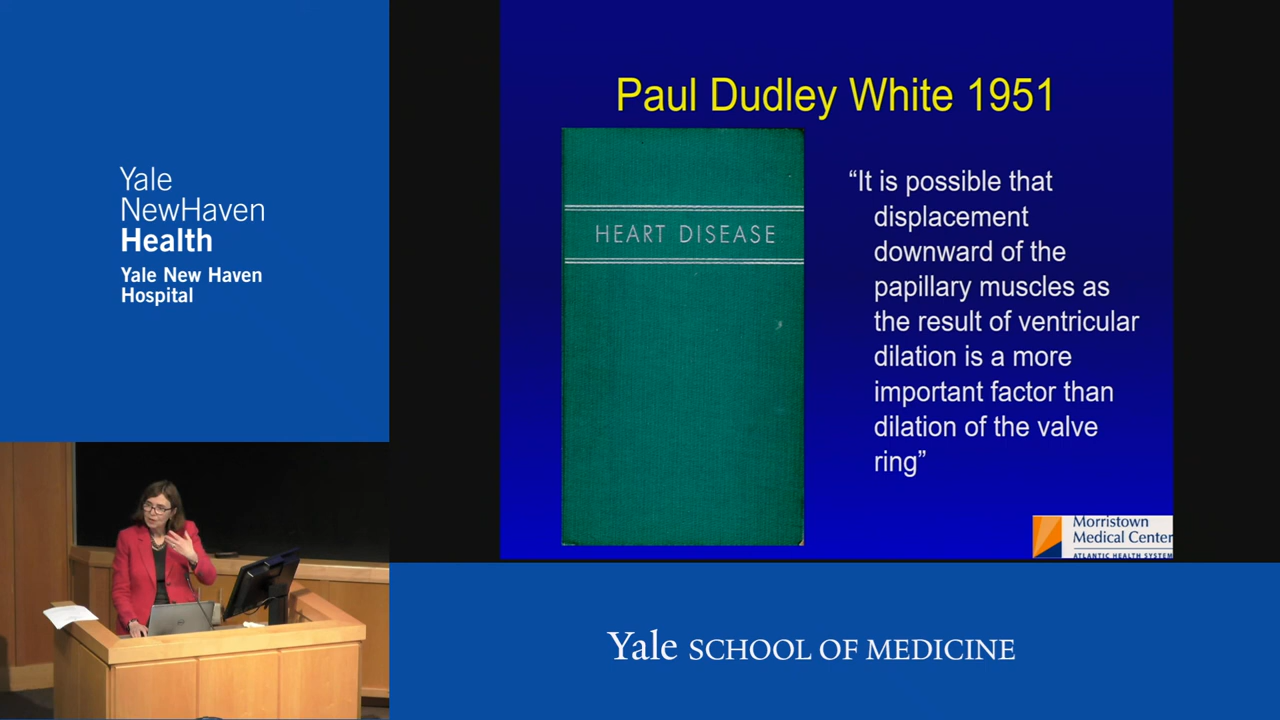 Yale
NewHaven
Health
Yale New Haven
Hospital
Paul Dudley White 1951
HEART DISEASE
“It is possible that
displacement
downward of the
papillary muscles as
the result of ventricular
dilation is a more
important factor than
dilation of the valve
ring”
Morristown
Medical Center
ATLANTIC HEALTH SYSTEM
Yale SCHOOL OF MEDICINE